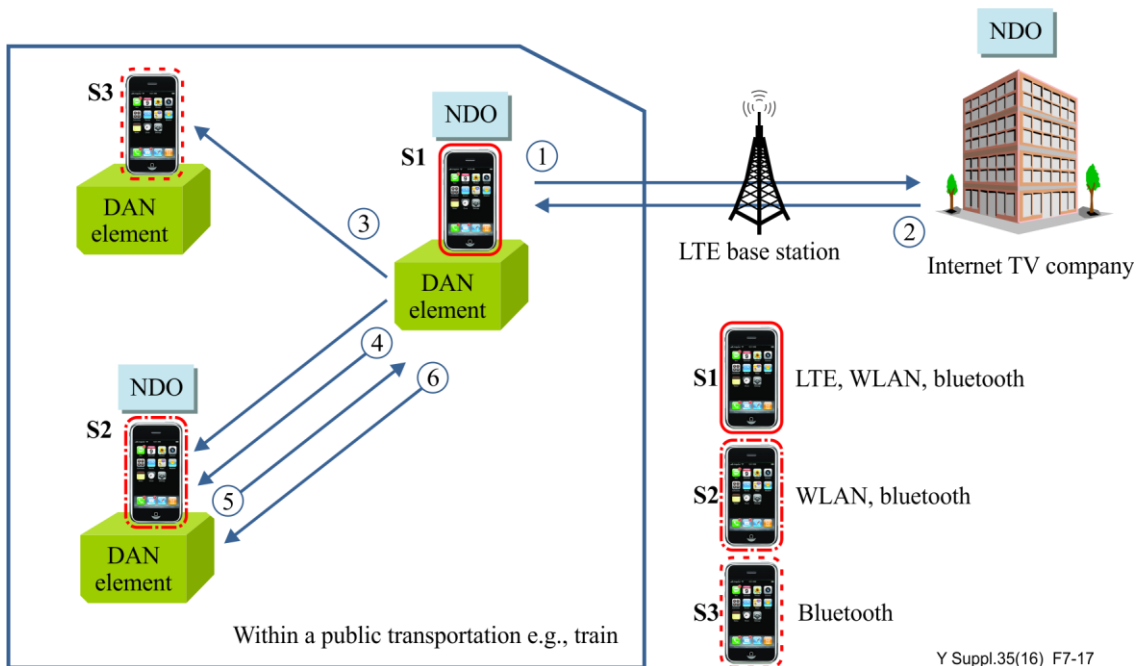 NDO
S3
NDO
S1
1
DAN
element
3
LTE base station
2
Internet TV company
DAN
element
4
6
NDO
S2
5
DAN
element
S1
LTE, WLAN, bluetooth
S2
WLAN, bluetooth
S3
Bluetooth
Within a public transportation e.g., train
Y Suppl.35(16) F7-17